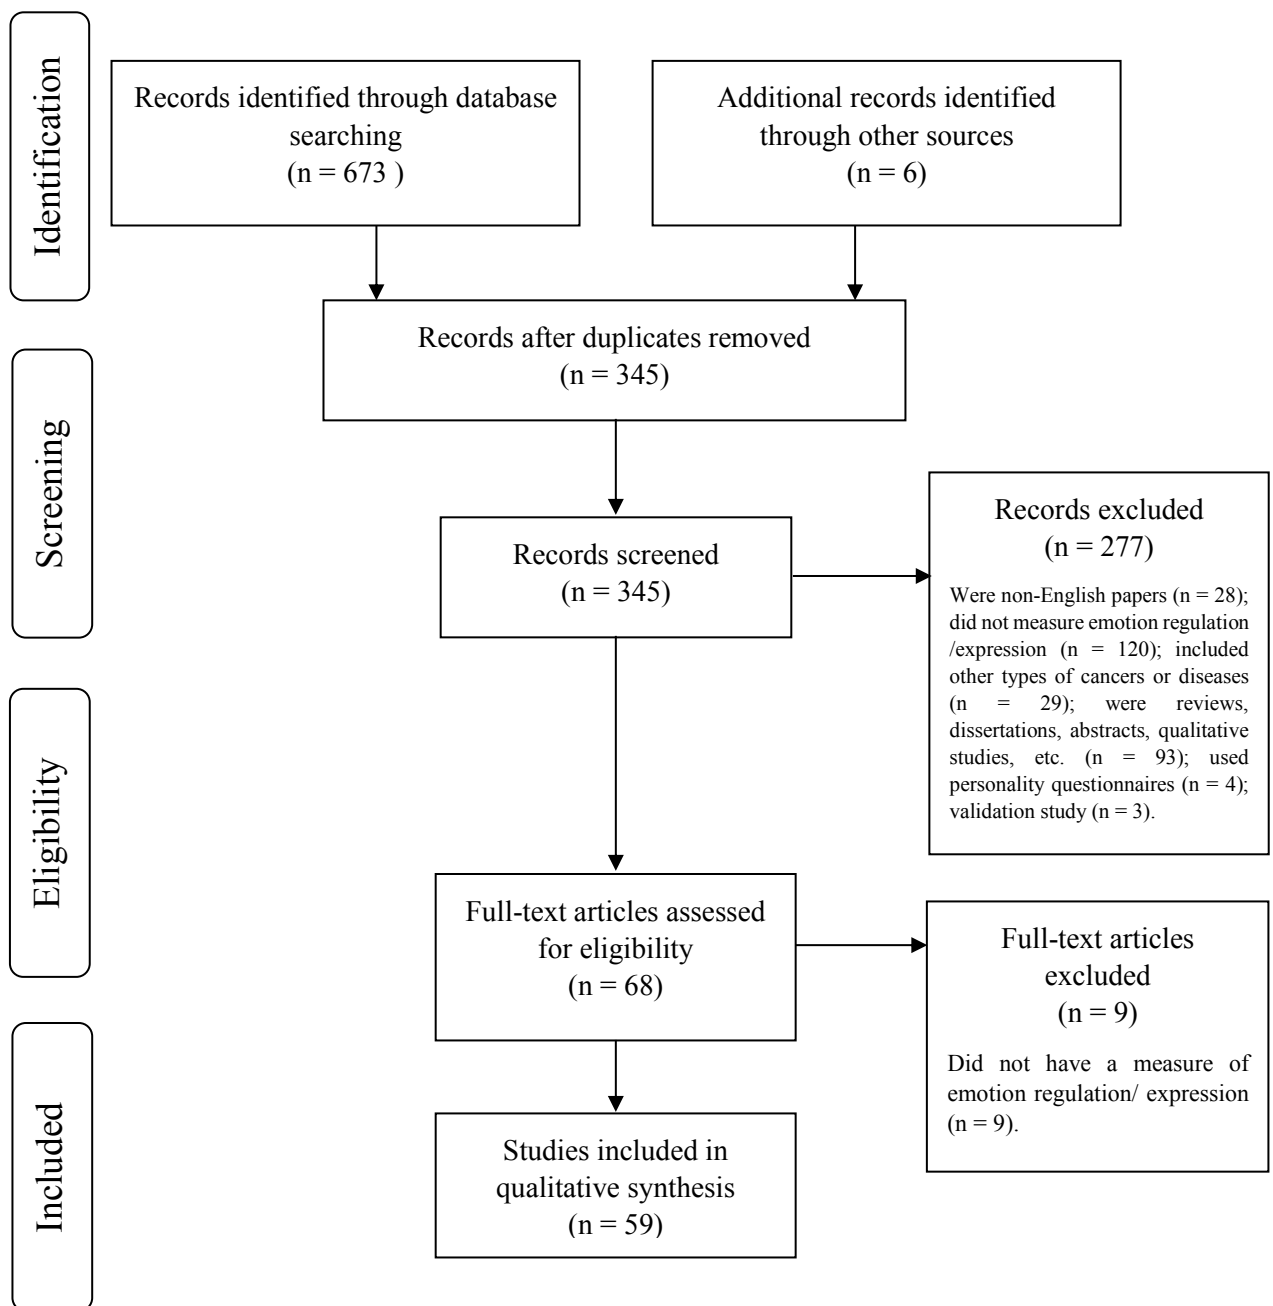 Identification
Records identified through database
searching
(n = 673 )
Additional records identified
through other sources
(n = 6)
Records after duplicates removed
(n = 345)
Screening
Records screened
(n = 345)
Records excluded
(n = 277)
Were non-English papers (n = 28);
did not measure emotion regulation
/expression (n = 120); included
other types of cancers or diseases
(n = 29); were reviews,
dissertations, abstracts, qualitative
studies, etc. (n = 93); used
personality questionnaires (n = 4);
validation study (n = 3).
Eligibility
Full-text articles assessed
for eligibility
(n = 68)
Full-text articles
excluded
(n = 9)
Did not have a measure of
emotion regulation/ expression
(n = 9).
Included
Studies included in
qualitative synthesis
(n = 59)